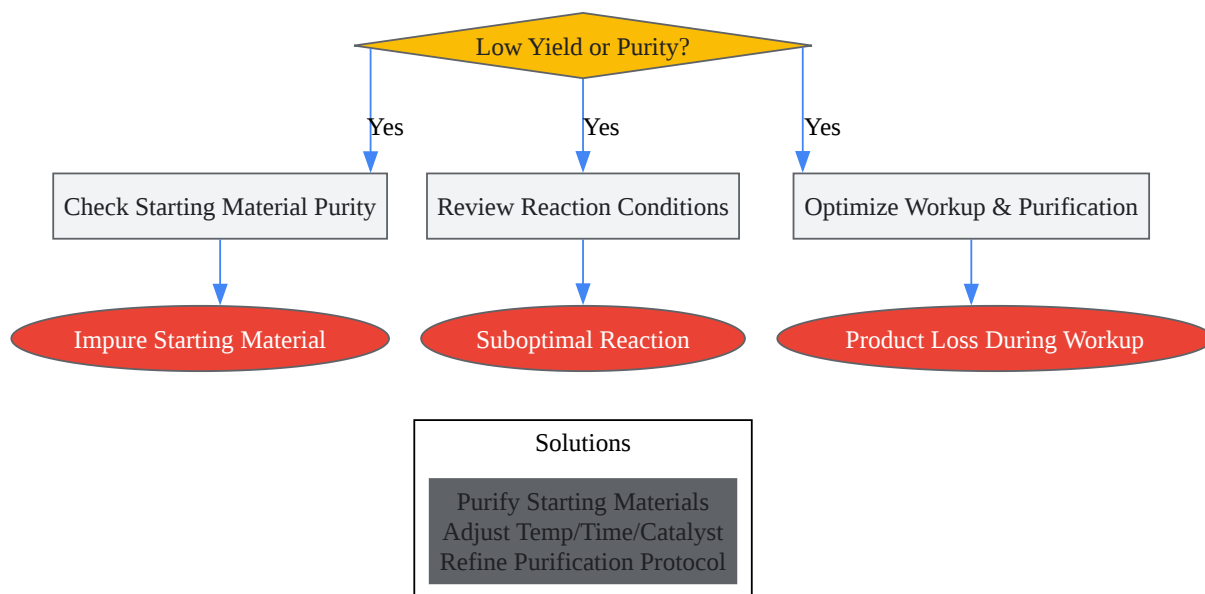 Low Yield or Purity?
Yes
Yes
Yes
Check Starting Material Purity
Review Reaction Conditions
Optimize Workup & Purification
Impure Starting Material
Suboptimal Reaction
Product Loss During Workup
Solutions
Purify Starting Materials
Adjust Temp/Time/Catalyst
Refine Purification Protocol